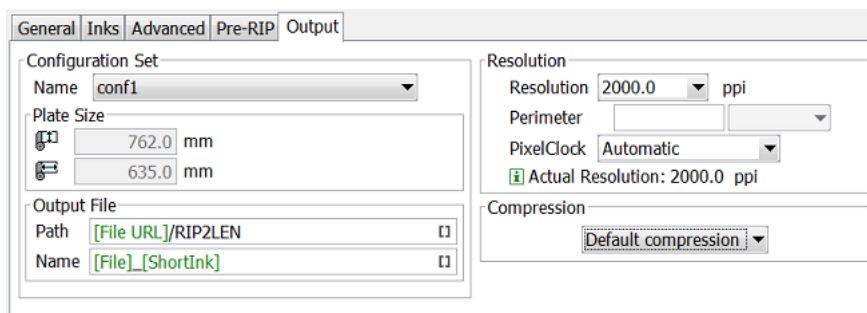 General Inks Advanced Pre-RIP Output
Configuration Set
Name conf1
Plate Size
762.0 mm
635.0 mm
Output File
Path [File URL]/RIP2LEN []
Name [File]_[ShortInk] []
Resolution
Resolution 2000.0 ppi
Perimeter
PixelClock Automatic
i Actual Resolution: 2000.0 ppi
Compression
Default compression